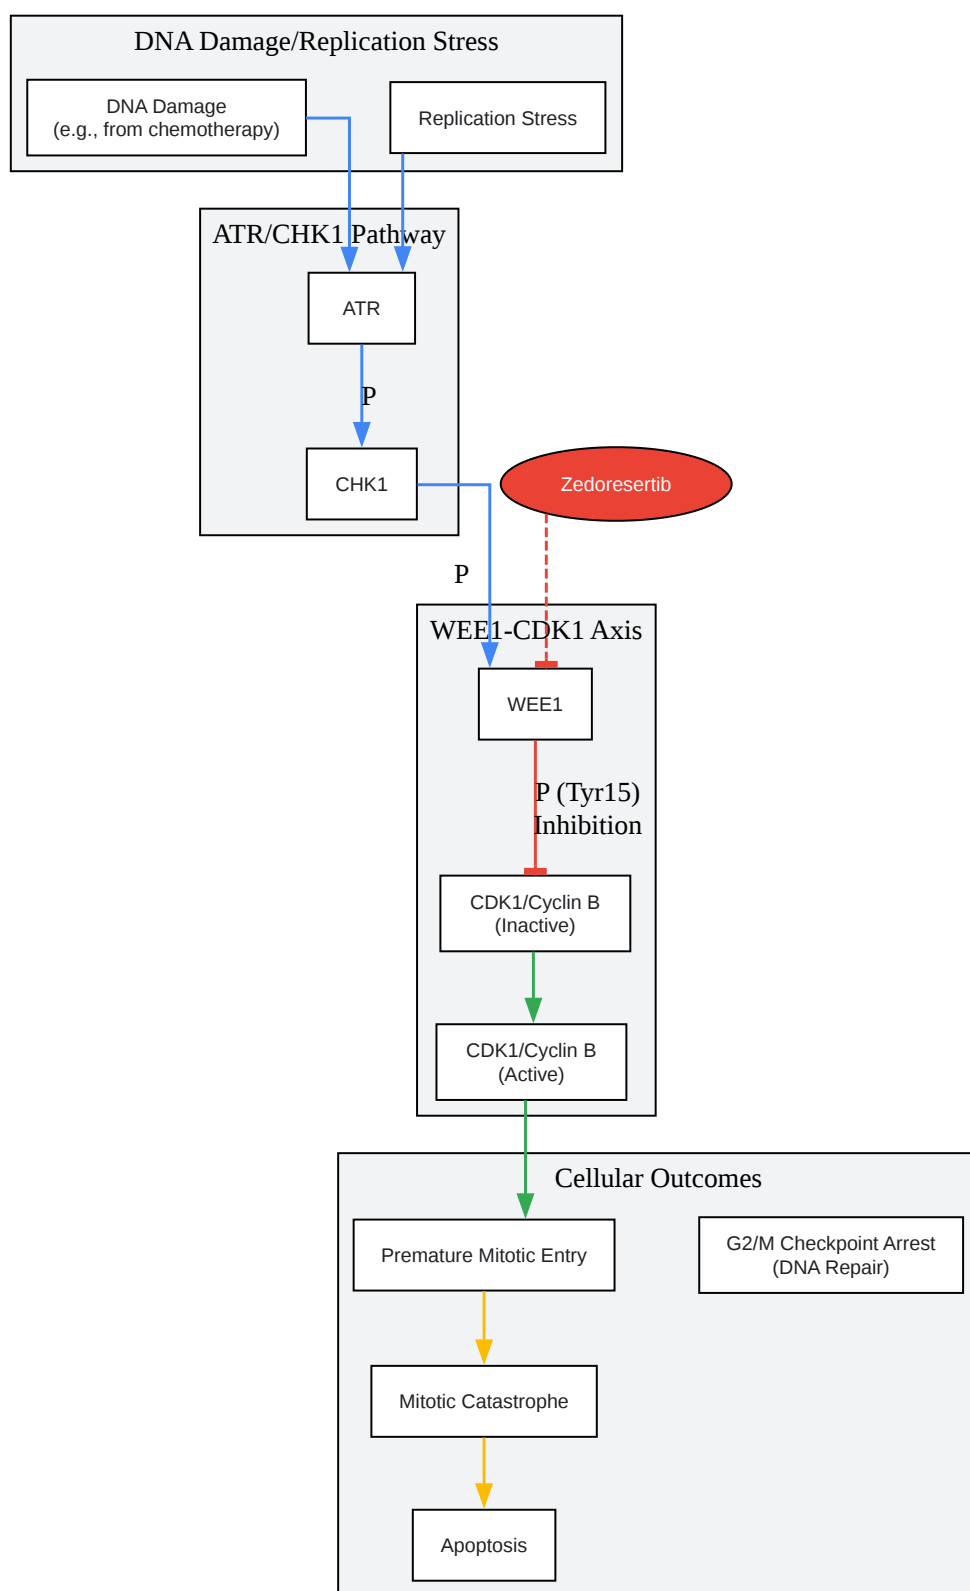 DNA Damage/Replication Stress
DNA Damage
(e.g., from chemotherapy)
Replication Stress
ATR/CHK1 Pathway
ATR
P
CHK1
Zedoresertib
P
WEE1-CDK1 Axis
WEE1
P (Tyr15)
Inhibition
CDK1/Cyclin B
(Inactive)
CDK1/Cyclin B
(Active)
Cellular Outcomes
Premature Mitotic Entry
G2/M Checkpoint Arrest
(DNA Repair)
Mitotic Catastrophe
Apoptosis